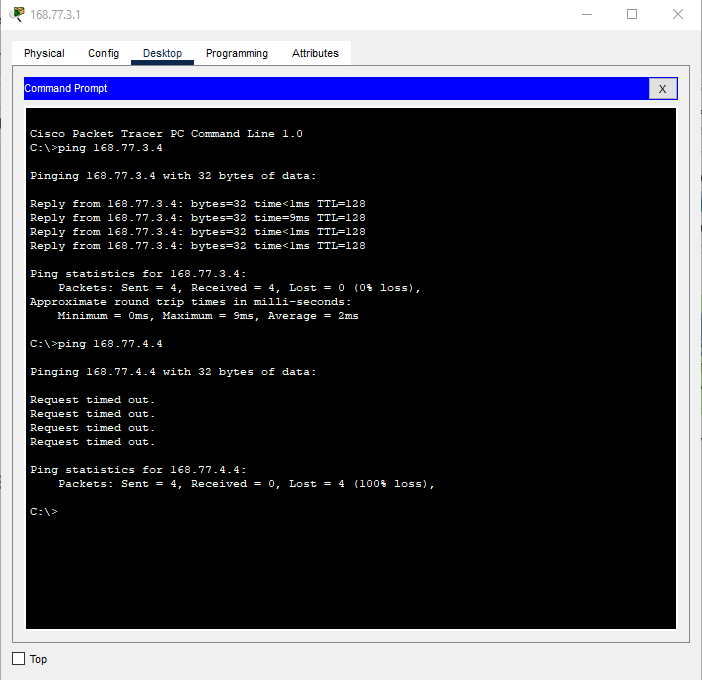 168.77.3.1
Physical Config Desktop Programming Attributes
Command Prompt X
Cisco Packet Tracer PC Command Line 1.0
C:\>ping 168.77.3.4
Pinging 168.77.3.4 with 32 bytes of data:
Reply from 168.77.3.4: bytes=32 time<1ms TTL=128
Reply from 168.77.3.4: bytes=32 time=9ms TTL=128
Reply from 168.77.3.4: bytes=32 time<1ms TTL=128
Reply from 168.77.3.4: bytes=32 time<1ms TTL=128
Ping statistics for 168.77.3.4:
Packets: Sent = 4, Received = 4, Lost = 0 (0% loss),
Approximate round trip times in milli-seconds:
Minimum = 0ms, Maximum = 9ms, Average = 2ms
C:\>ping 168.77.4.4
Pinging 168.77.4.4 with 32 bytes of data:
Request timed out.
Request timed out.
Request timed out.
Request timed out.
Ping statistics for 168.77.4.4:
Packets: Sent = 4, Received = 0, Lost = 4 (100% loss),
C:\>
Top